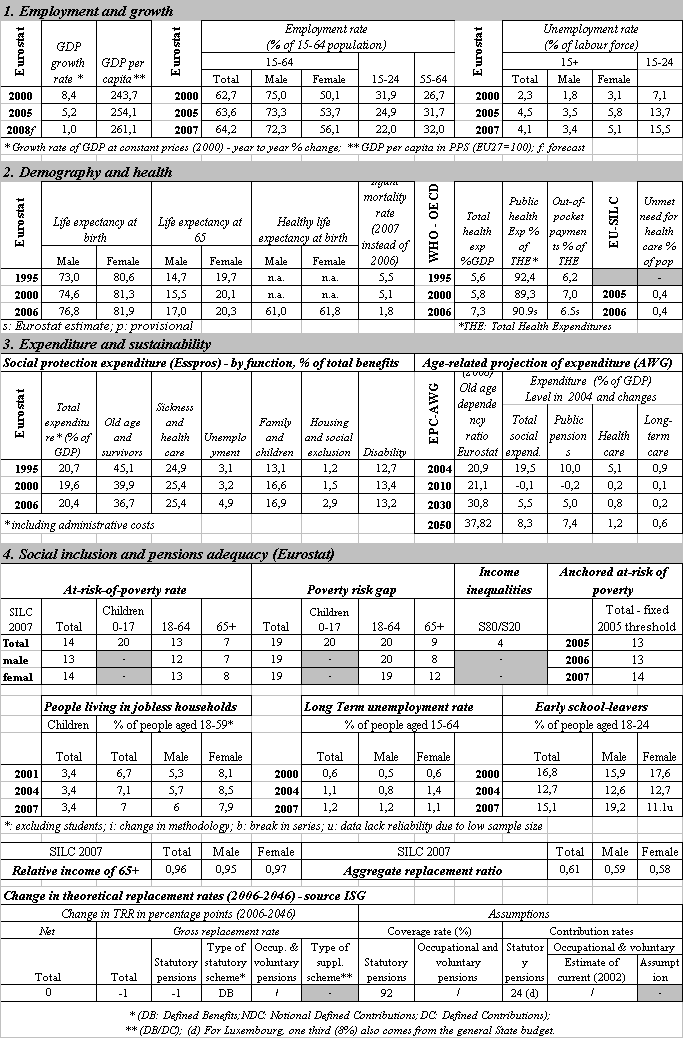 1. Employment and growth
Eurostat GDP growth rate * GDP per capita** Eurostat Employment rate (% of 15-64 population) Eurostat Unemployment rate (% of labour force)
15-64 15+ 15-24
Total Male Female 15-24 55-64 Total Male Female
2000 8,4 243,7 2000 62,7 75,0 50,1 31,9 26,7 2000 2,3 1,8 3,1 7,1
2005 5,2 254,1 2005 63,6 73,3 53,7 24,9 31,7 2005 4,5 3,5 5,8 13,7
2008f 1,0 261,1 2007 64,2 72,3 56,1 22,0 32,0 2007 4,1 3,4 5,1 15,5
* Growth rate of GDP at constant prices (2000) - year to year % change; ** GDP per capita in PPS (EU27=100); f: forecast
2. Demography and health
Eurostat Life expectancy at birth Life expectancy at 65 Healthy life expectancy at birth mortality rate (2007 instead of 2006) WHO - OECD Total health exp %GDP Public health Exp % of THE* Out-of-pocket payments % of THE EU-SILC Unmet need for health care % of pop
Male Female Male Female Male Female
1995 73,0 80,6 14,7 19,7 n.a. n.a. 5,5 1995 5,6 92,4 6,2 -
2000 74,6 81,3 15,5 20,1 n.a. n.a. 5,1 2000 5,8 89,3 7,0 2005 0,4
2006 76,8 81,9 17,0 20,3 61,0 61,8 1,8 2006 7,3 90.9s 6.5s 2006 0,4
s: Eurostat estimate; p: provisional *THE: Total Health Expenditures
3. Expenditure and sustainability
Social protection expenditure (Esspros) - by function, % of total benefits Age-related projection of expenditure (AWG)
Eurostat Total expenditure* (% of GDP) Old age and survivors Sickness and health care Unemployment Family and children Housing and social exclusion Disability EPC-AWG Old age dependency ratio Eurostat Expenditure (% of GDP) Level in 2004 and changes
Total social expend. Public pensions Health care Long-term care
1995 20,7 45,1 24,9 3,1 13,1 1,2 12,7 2004 20,9 19,5 10,0 5,1 0,9
2000 19,6 39,9 25,4 3,2 16,6 1,5 13,4 2010 21,1 -0,1 -0,2 0,2 0,1
2006 20,4 36,7 25,4 4,9 16,9 2,9 13,2 2030 30,8 5,5 5,0 0,8 0,2
*including administrative costs 2050 37,82 8,3 7,4 1,2 0,6
4. Social inclusion and pensions adequacy (Eurostat)
At-risk-of-poverty rate Poverty risk gap Income inequalities Anchored at-risk of poverty
SILC 2007 Total Children 0-17 18-64 65+ Total Children 0-17 18-64 65+ S80/S20 Total - fixed 2005 threshold
Total 14 20 13 7 19 20 20 9 4 2005 13
male 13 - 12 7 19 - 20 8 - 2006 13
femal 14 - 13 8 19 - 19 12 - 2007 14
People living in jobless households Long Term unemployment rate Early school-leavers
Children % of people aged 18-59* % of people aged 15-64 % of people aged 18-24
Total Total Male Female Total Male Female Total Male Female
2001 3,4 6,7 5,3 8,1 2000 0,6 0,5 0,6 2000 16,8 15,9 17,6
2004 3,4 7,1 5,7 8,5 2004 1,1 0,8 1,4 2004 12,7 12,6 12,7
2007 3,4 7 6 7,9 2007 1,2 1,2 1,1 2007 15,1 19,2 11.1u
*: excluding students; i: change in methodology; b: break in series; u: data lack reliability due to low sample size
SILC 2007 Total Male Female SILC 2007 Total Male Female
Relative income of 65+ 0,96 0,95 0,97 Aggregate replacement ratio 0,61 0,59 0,58
Change in theoretical replacement rates (2006-2046) - source ISG
Change in TRR in percentage points (2006-2046) Assumptions
Net Gross replacement rate Coverage rate (%) Contribution rates
Total Total Statutory pensions Type of statutory scheme* Occup. & voluntary pensions Type of suppl. scheme** Statutory pensions Occupational and voluntary pensions Statutory pensions Occupational & voluntary
Estimate of current (2002) Assumption
0 -1 -1 DB / - 92 / 24 (d) / -
* (DB: Defined Benefits; NDC: Notional Defined Contributions; DC: Defined Contributions);
** (DB/DC); (d) For Luxembourg, one third (8%) also comes from the general State budget.